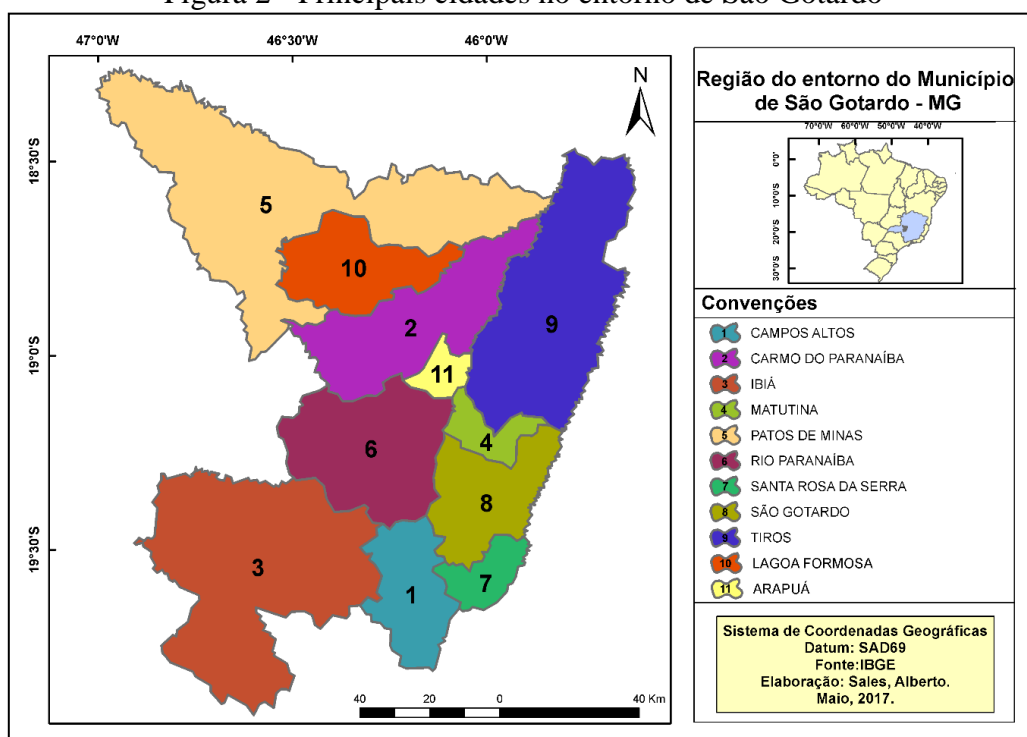 Figura 2 - Principais cidades no entorno de São Gotardo
47°0'W 46°30'W 46°0'W
N
18°30'S
19°0'S
19°30'S
5
10
2
9
11
4
6
8
3
1
7
40 20 0 40 Km
Região do entorno do Município
de São Gotardo - MG
70°0'W 60°0'W 50°0'W 40°0'W
0°0'
10°0'S
20°0'S
30°0'S
Convenções
1 CAMPOS ALTOS
2 CARMO DO PARANAÍBA
3 IBIÁ
4 MATUTINA
5 PATOS DE MINAS
6 RIO PARANAÍBA
7 SANTA ROSA DA SERRA
8 SÃO GOTARDO
9 TIROS
10 LAGOA FORMOSA
11 ARAPUÁ
Sistema de Coordenadas Geográficas
Datum: SAD69
Fonte:IBGE
Elaboração: Sales, Alberto.
Maio, 2017.